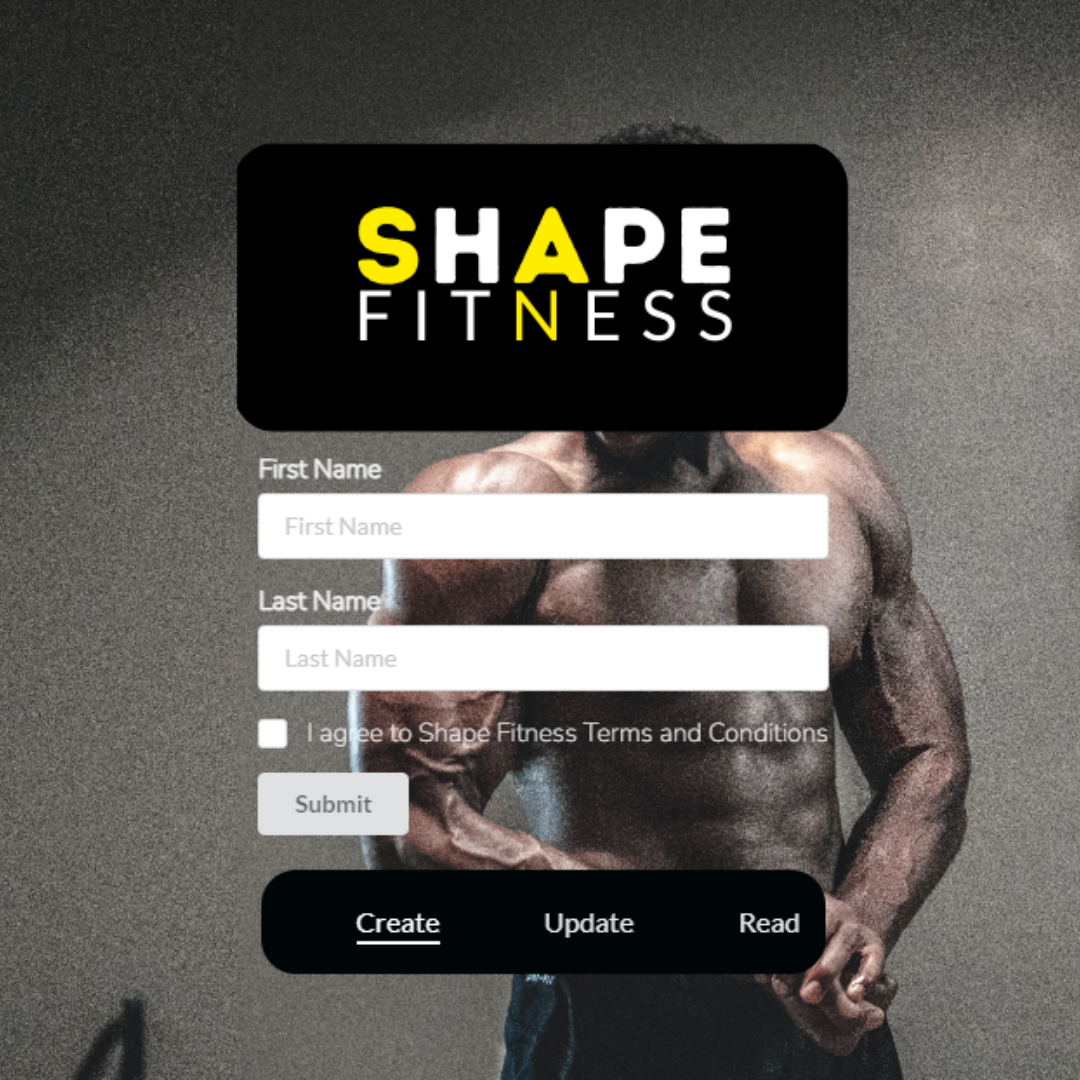 SHAPE
FITNESS
First Name
First Name
Last Name
Last Name
I agree to Shape Fitness Terms and Conditions
Submit
Create Update Read